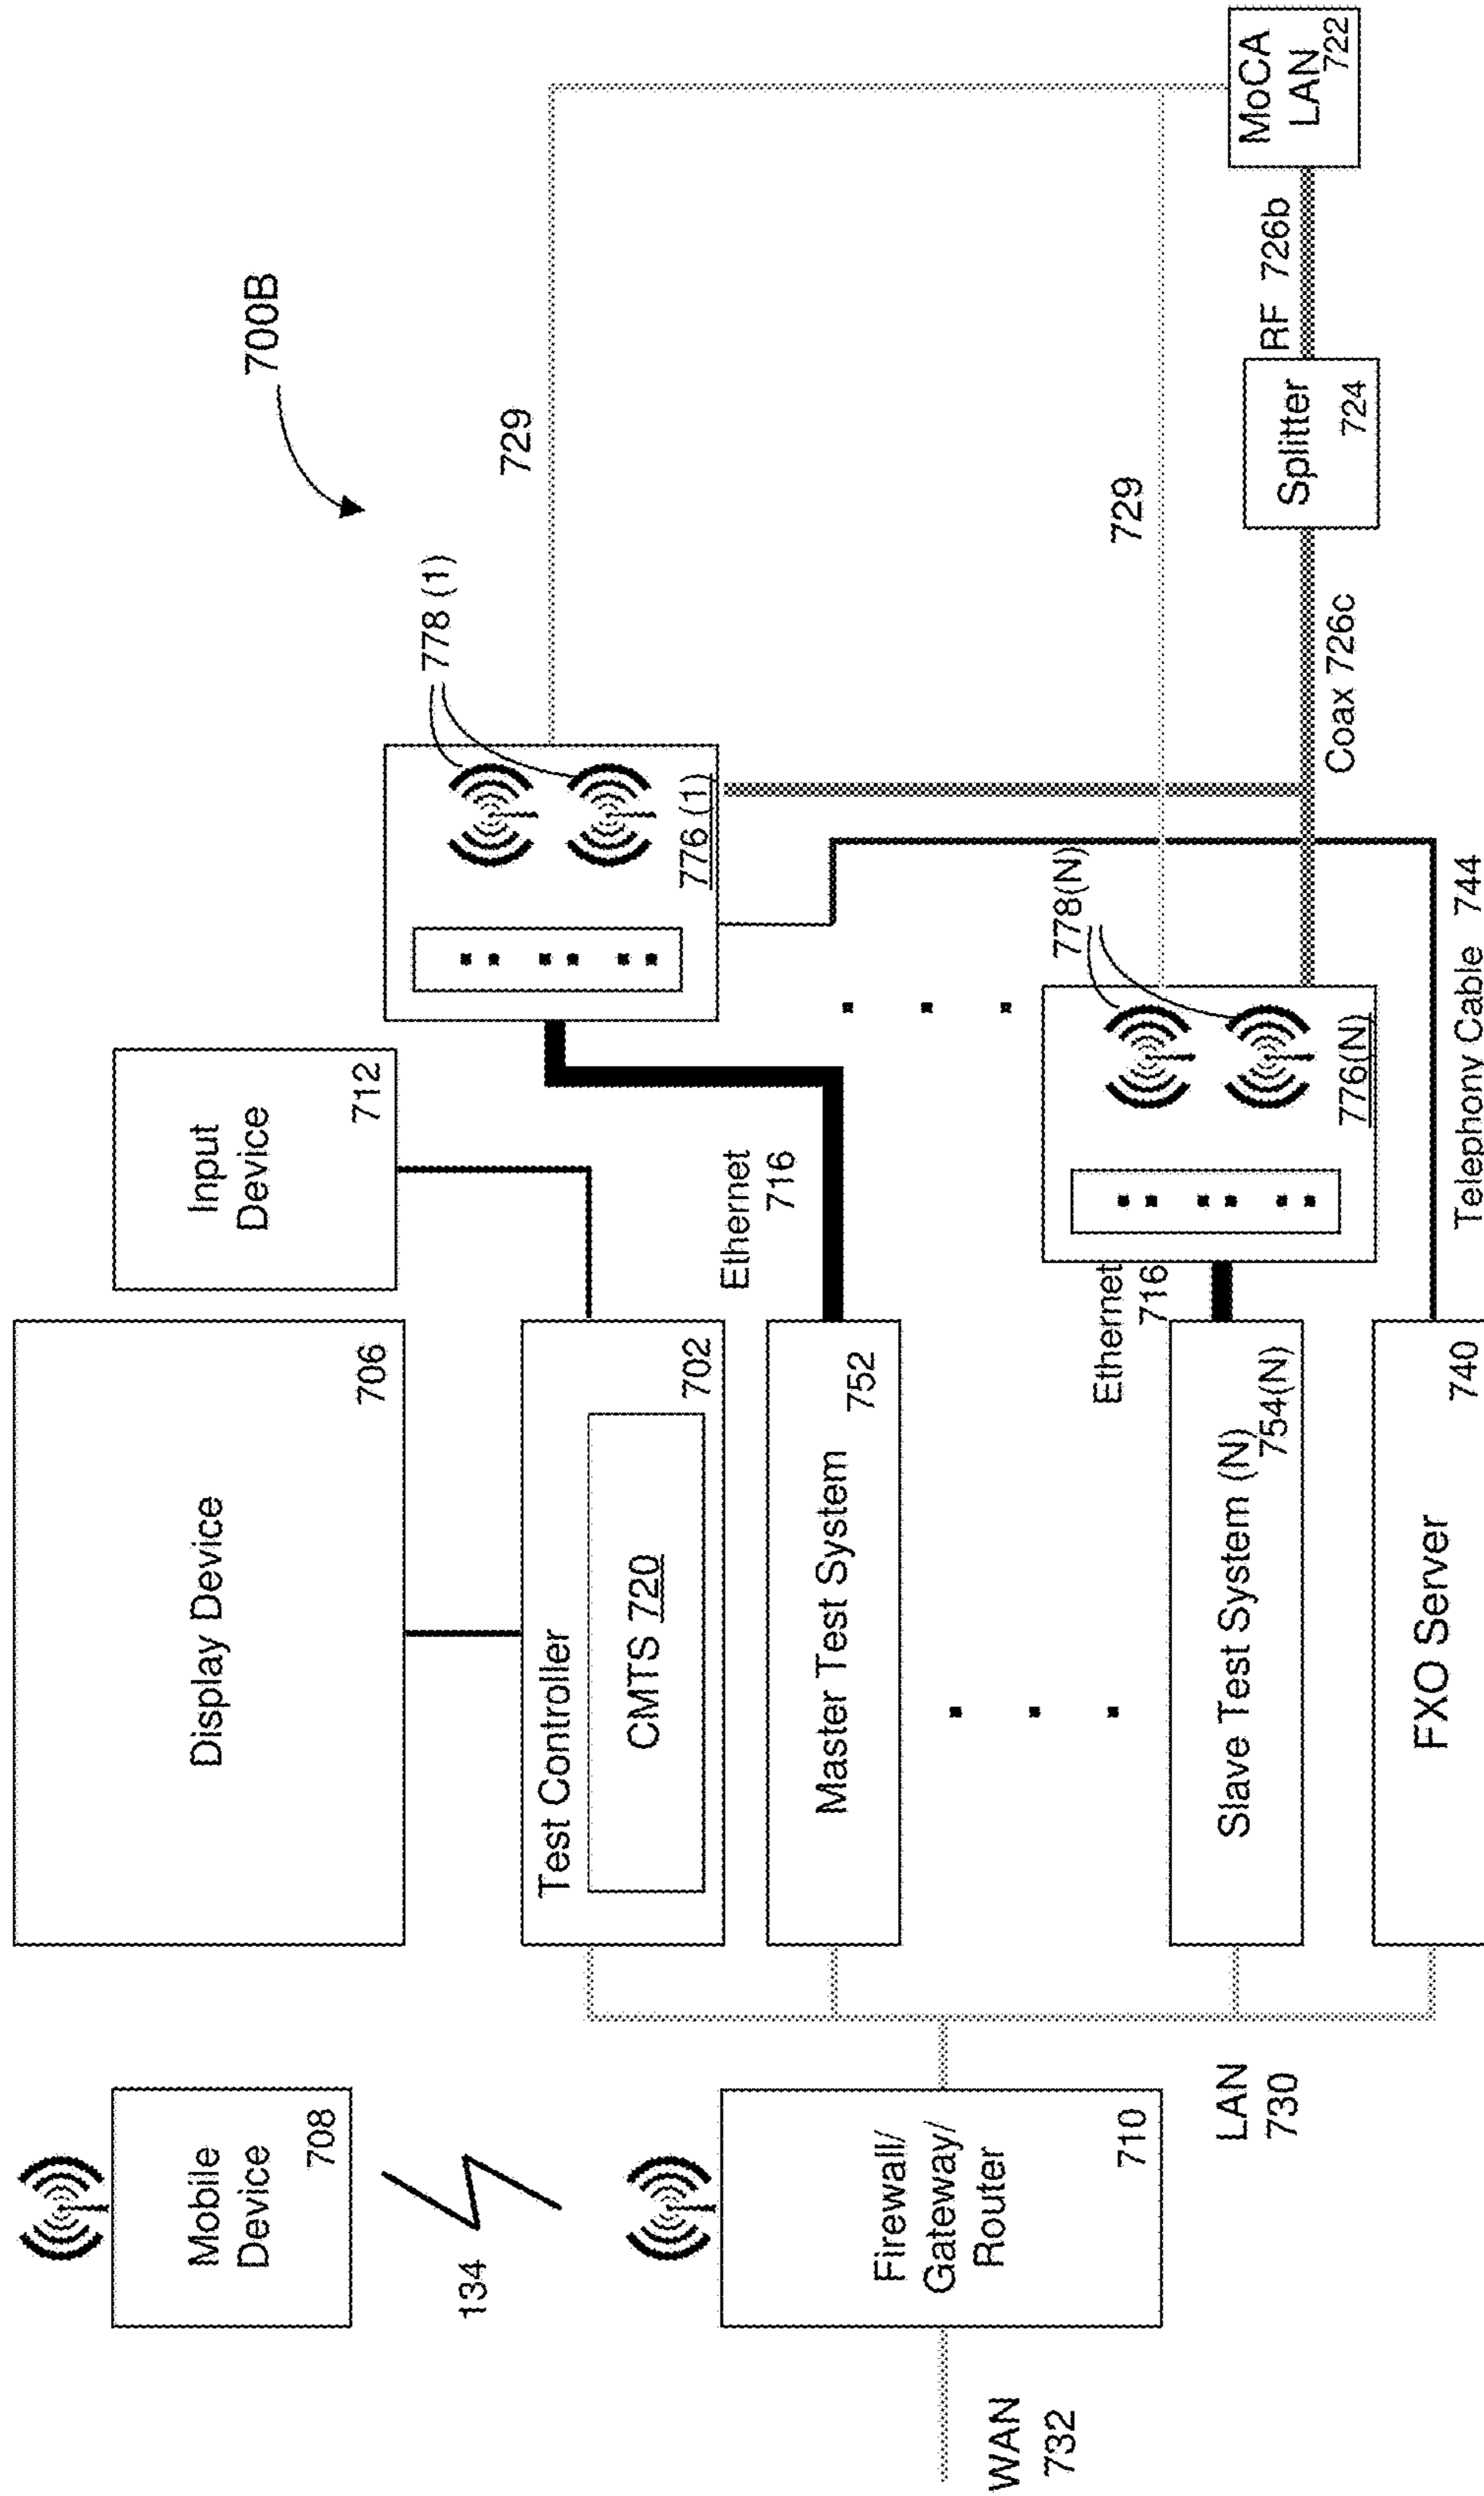 700B
Mobile
Device
708
134
Firewall/
Gateway/
Router
710
WAN
732
LAN
730
Display Device
706
Input
Device
712
Test Controller
702
CMTS 720
Master Test System
752
Ethernet
716
Slave Test System (N)
754(N)
Ethernet
716
FXO Server
740
776 (1)
778 (1)
776(N)
778(N)
729
729
Telephony Cable 744
Coax 726c
Splitter
724
RF 726b
MoCA
LAN
722